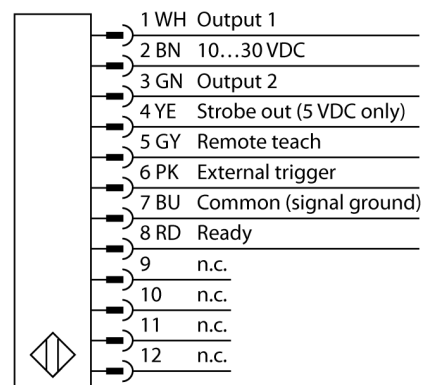 1 WH Output 1
2 BN 10...30 VDC
3 GN Output 2
4 YE Strobe out (5 VDC only)
5 GY Remote teach
6 PK External trigger
7 BU Common (signal ground)
8 RD Ready
9 n.c.
10 n.c.
11 n.c.
12 n.c.